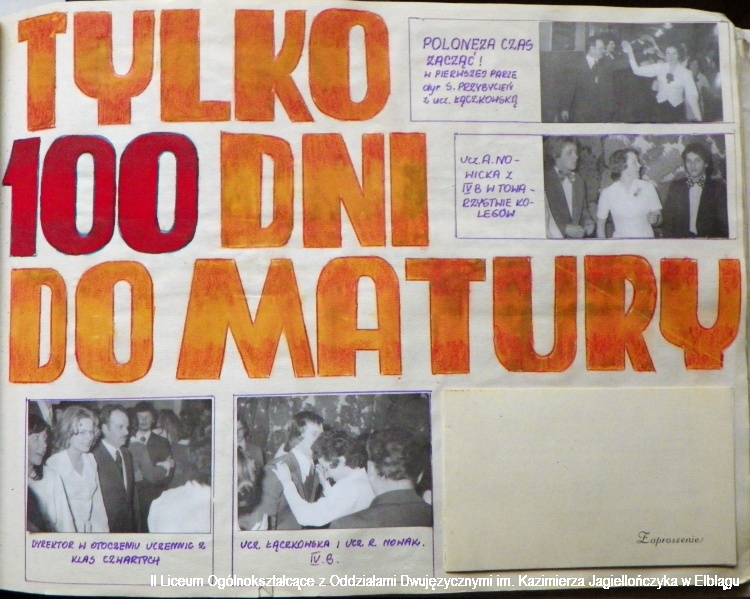 TYLKO
100 DNI
DO MATURY
POLONEZA CZAS
ZACZĄĆ!
W PIERWSZEJ PARZE
dyr S. PRZYBYCIEŃ
z ucz. ŁĄCZKOWSKĄ
UCZ. A. NO-
WICKA Z
IV B W TOWA-
RZYSTWIE KO-
LEGÓW
DYREKTOR W OTOCZENIU UCZENNIC Z
KLAS CZWARTYCH
UCZ. ŁĄCZKOWSKA I UCZ. R. NOWAK.
IV. B.
Zaproszenie
II Liceum Ogólnokształcące z Oddziałami Dwujęzycznymi im. Kazimierza Jagiellończyka w Elblągu